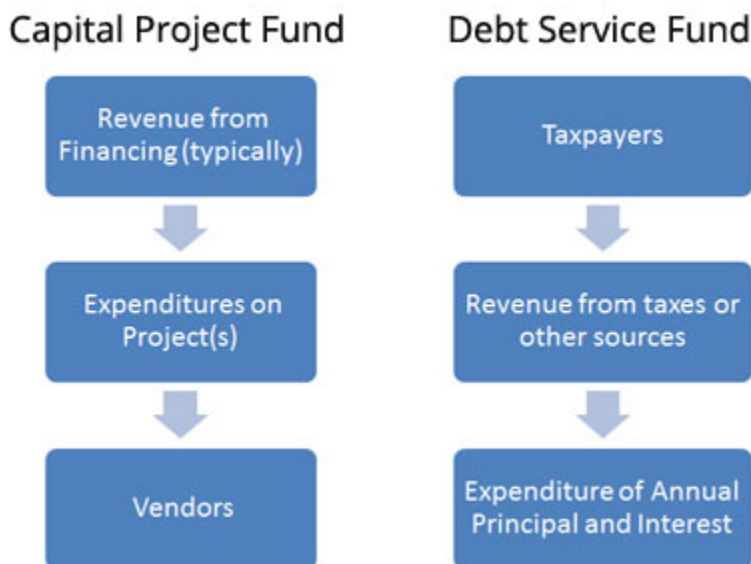 Capital Project Fund
Revenue from
Financing (typically)
Expenditures on
Project(s)
Vendors
Debt Service Fund
Taxpayers
Revenue from taxes or
other sources
Expenditure of Annual
Principal and Interest